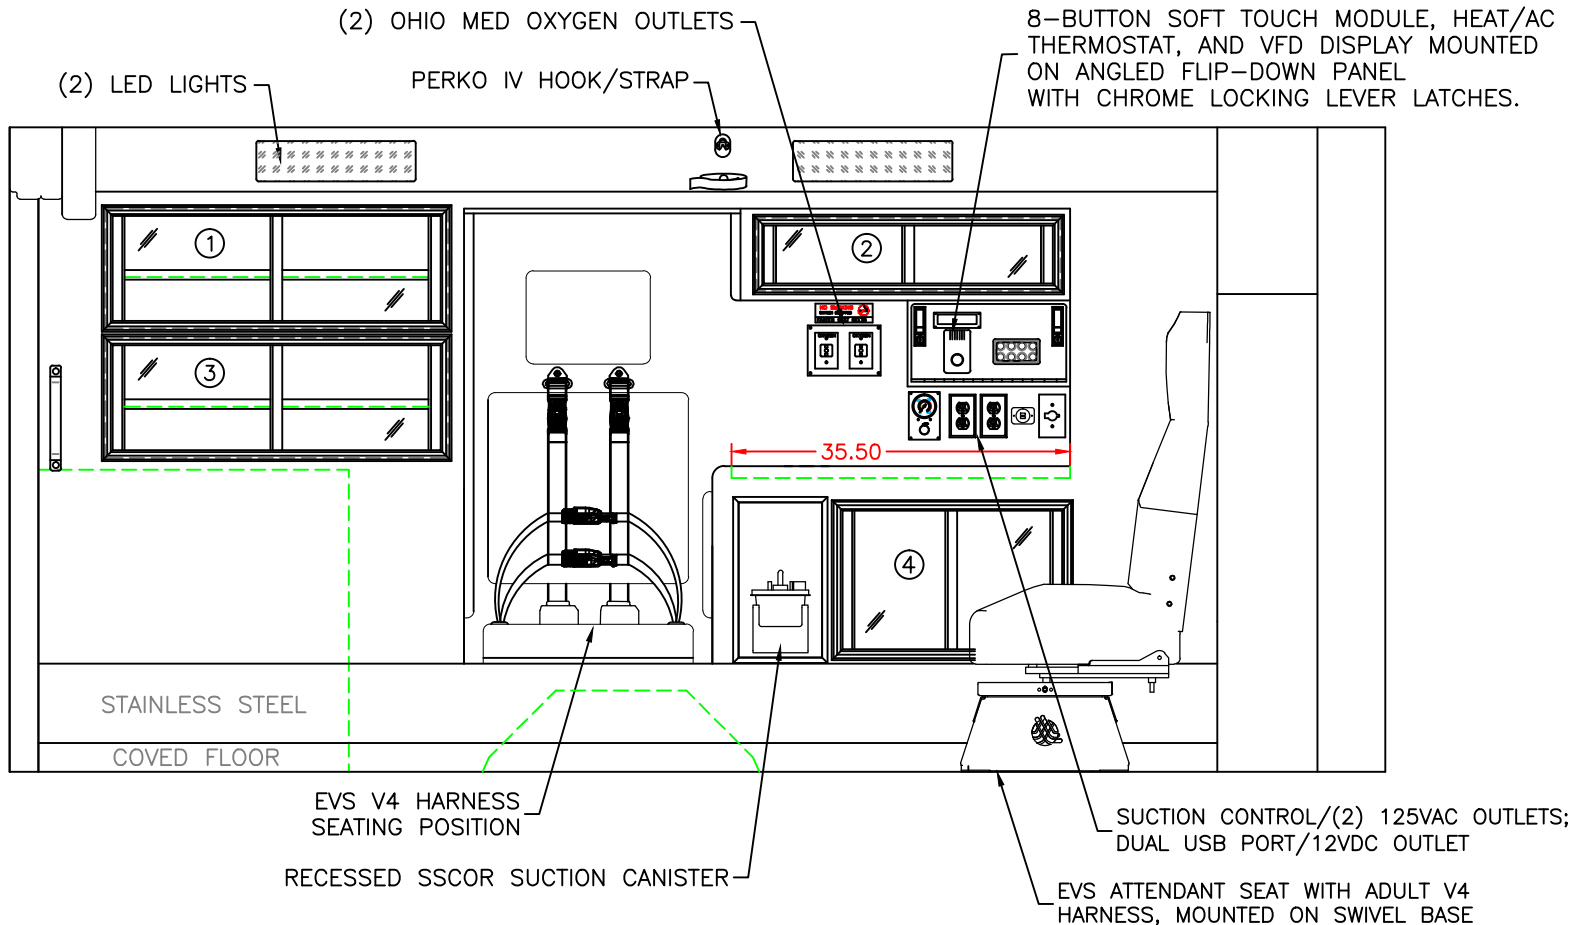 (2) OHIO MED OXYGEN OUTLETS
8-BUTTON SOFT TOUCH MODULE, HEAT/AC
THERMOSTAT, AND VFD DISPLAY MOUNTED
ON ANGLED FLIP-DOWN PANEL
WITH CHROME LOCKING LEVER LATCHES.
(2) LED LIGHTS
PERKO IV HOOK/STRAP
1
2
NO SMOKING
3
35.50
4
STAINLESS STEEL
COVED FLOOR
EVS V4 HARNESS
SEATING POSITION
RECESSED SSCOR SUCTION CANISTER
SUCTION CONTROL/(2) 125VAC OUTLETS;
DUAL USB PORT/12VDC OUTLET
EVS ATTENDANT SEAT WITH ADULT V4
HARNESS, MOUNTED ON SWIVEL BASE